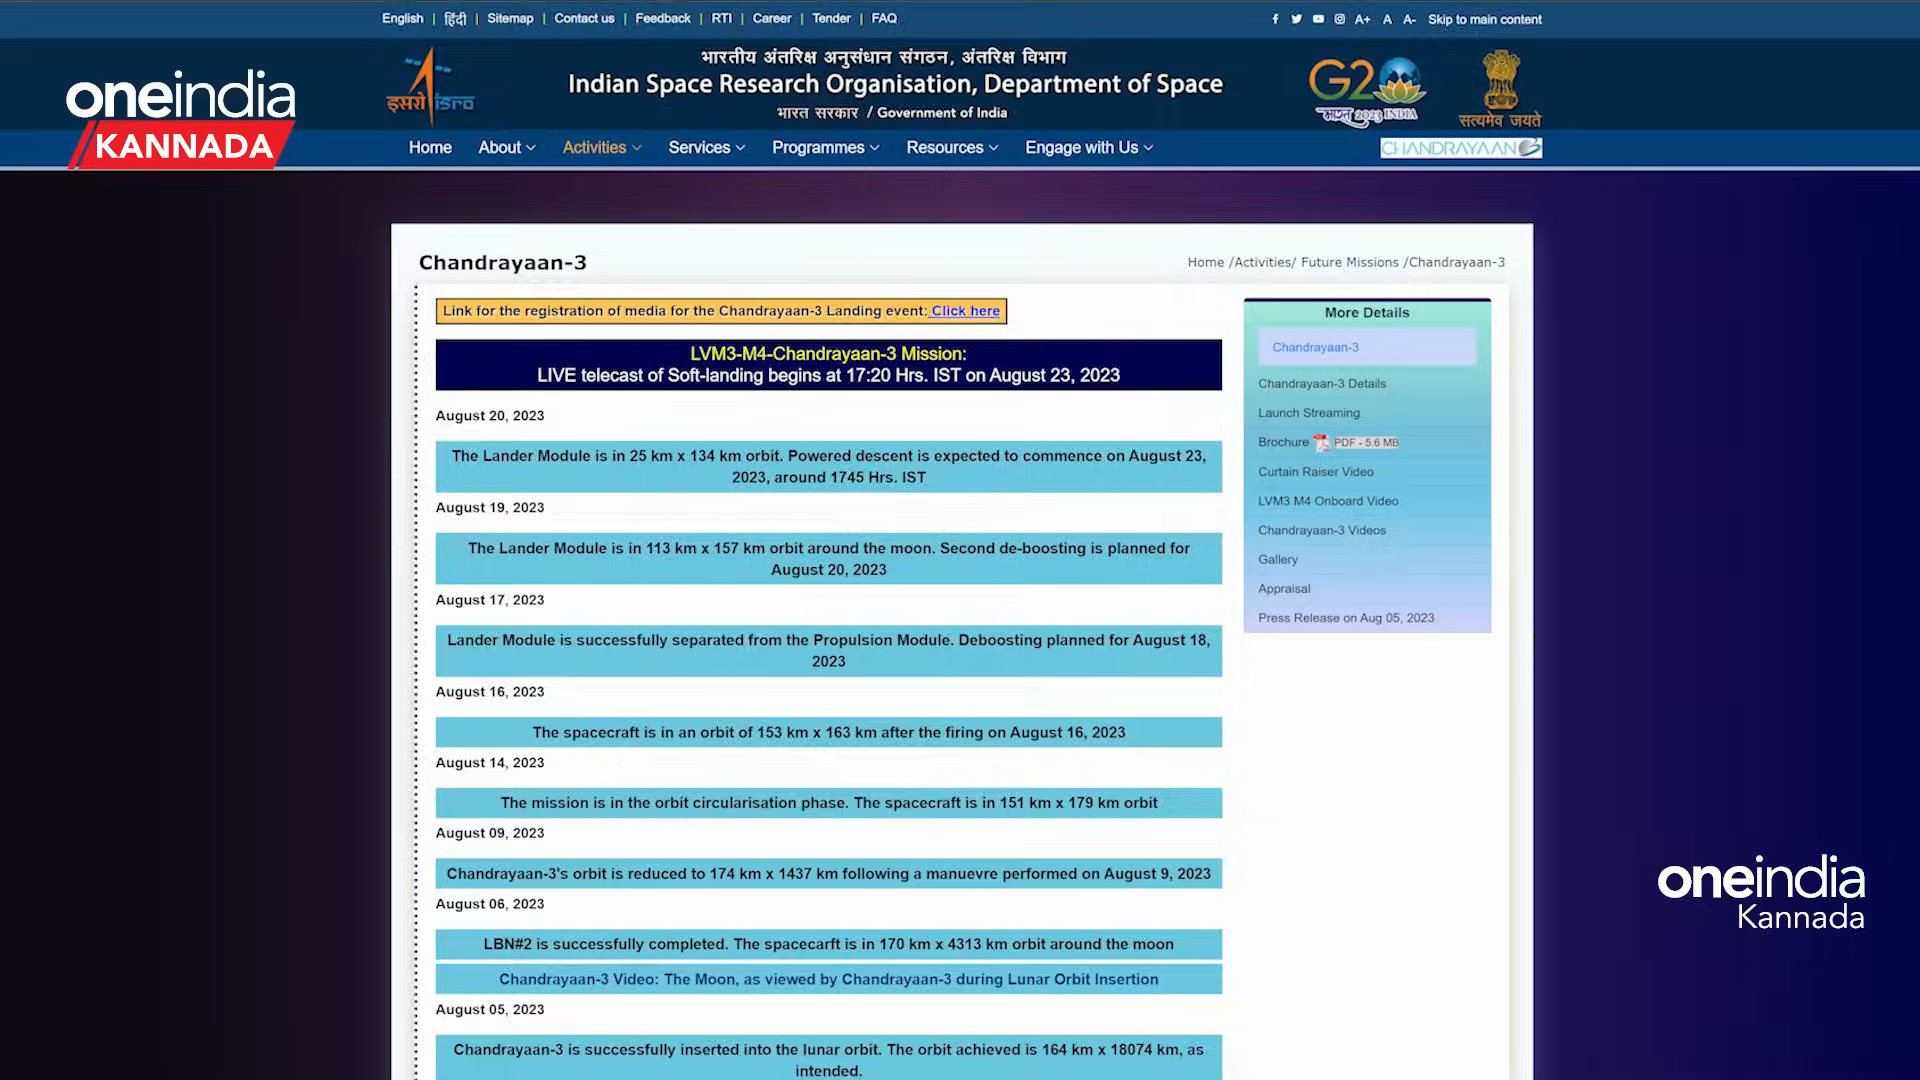 English | हिंदी | Sitemap | Contact us | Feedback | RTI | Career | Tender | FAQ
A+ A A- Skip to main content
oneindia
KANNADA
इसरो isro
भारतीय अंतरिक्ष अनुसंधान संगठन, अंतरिक्ष विभाग
Indian Space Research Organisation, Department of Space
भारत सरकार / Government of India
G2
भारत 2023 INDIA
सत्यमेव जयते
Home About Activities Services Programmes Resources Engage with Us
CHANDRAYAAN 3
Chandrayaan-3
Home /Activities/ Future Missions /Chandrayaan-3
Link for the registration of media for the Chandrayaan-3 Landing event: Click here
LVM3-M4-Chandrayaan-3 Mission:
LIVE telecast of Soft-landing begins at 17:20 Hrs. IST on August 23, 2023
August 20, 2023
The Lander Module is in 25 km x 134 km orbit. Powered descent is expected to commence on August 23,
2023, around 1745 Hrs. IST
August 19, 2023
The Lander Module is in 113 km x 157 km orbit around the moon. Second de-boosting is planned for
August 20, 2023
August 17, 2023
Lander Module is successfully separated from the Propulsion Module. Deboosting planned for August 18,
2023
August 16, 2023
The spacecraft is in an orbit of 153 km x 163 km after the firing on August 16, 2023
August 14, 2023
The mission is in the orbit circularisation phase. The spacecraft is in 151 km x 179 km orbit
August 09, 2023
Chandrayaan-3's orbit is reduced to 174 km x 1437 km following a manuevre performed on August 9, 2023
August 06, 2023
LBN#2 is successfully completed. The spacecarft is in 170 km x 4313 km orbit around the moon
Chandrayaan-3 Video: The Moon, as viewed by Chandrayaan-3 during Lunar Orbit Insertion
August 05, 2023
Chandrayaan-3 is successfully inserted into the lunar orbit. The orbit achieved is 164 km x 18074 km, as
intended.
More Details
Chandrayaan-3
Chandrayaan-3 Details
Launch Streaming
Brochure PDF - 5.6 MB
Curtain Raiser Video
LVM3 M4 Onboard Video
Chandrayaan-3 Videos
Gallery
Appraisal
Press Release on Aug 05, 2023
oneindia
Kannada